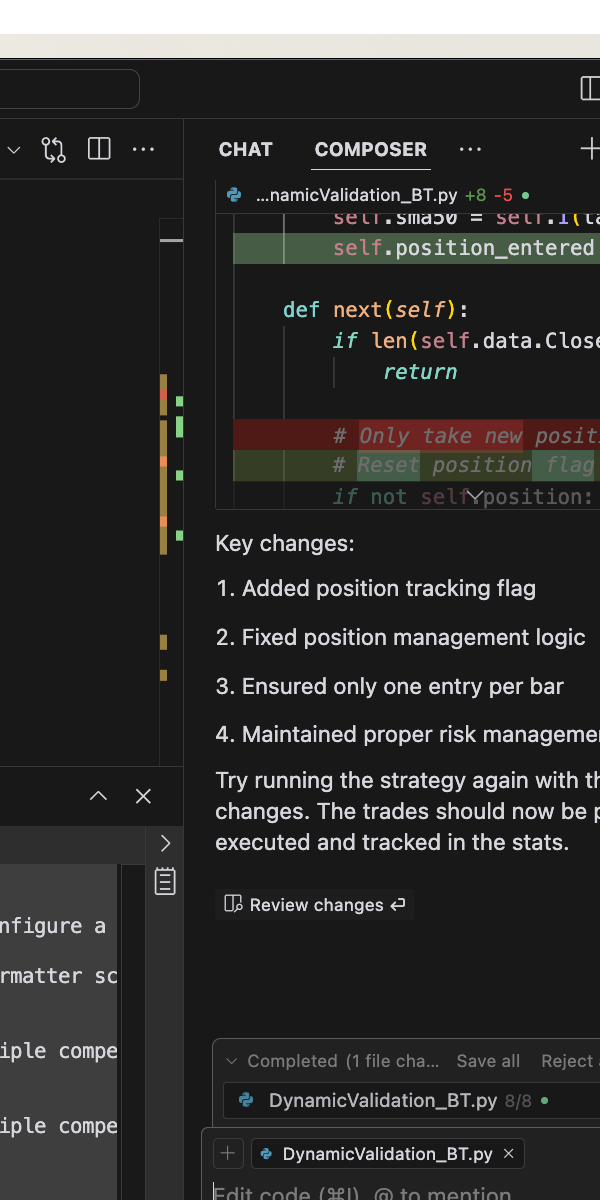 CHAT COMPOSER ...
...namicValidation_BT.py +8 -5
self.sma50 = self.I(ta
self.position_entered
def next(self):
if len(self.data.Close
return
# Only take new positi
# Reset position flag
if not self.position:
Key changes:
1. Added position tracking flag
2. Fixed position management logic
3. Ensured only one entry per bar
4. Maintained proper risk manageme
Try running the strategy again with th
changes. The trades should now be p
executed and tracked in the stats.
Review changes ↵
nfigure a
rmatter sc
iple compe
iple compe
Completed (1 file cha... Save all Reject
DynamicValidation_BT.py 8/8
+ DynamicValidation_BT.py ×
Edit code (⌘I), @ to mention